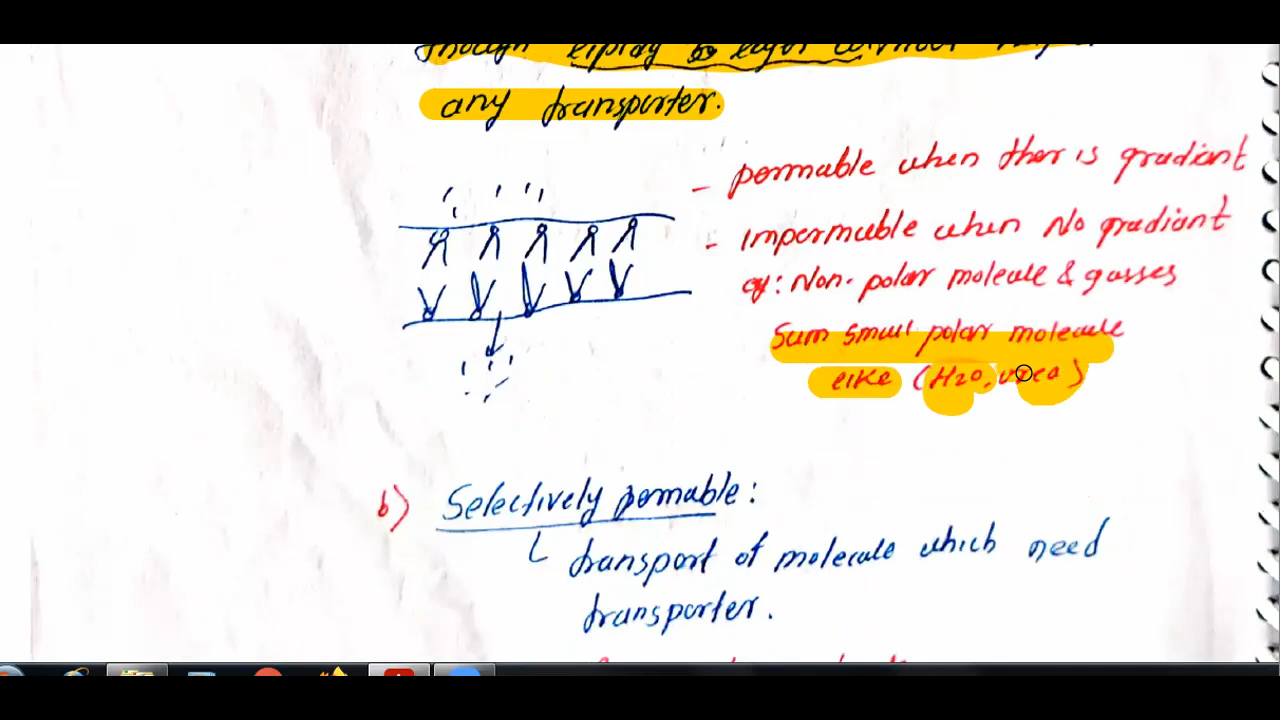 any transporter.
- permable when ther is gradiant
- Impermable when No gradiant
eg: Non-polar molecule & gasses
Sum small polar molecule
like (H2O, urea)
b) Selectively permable:
transport of molecule which need
transporter.